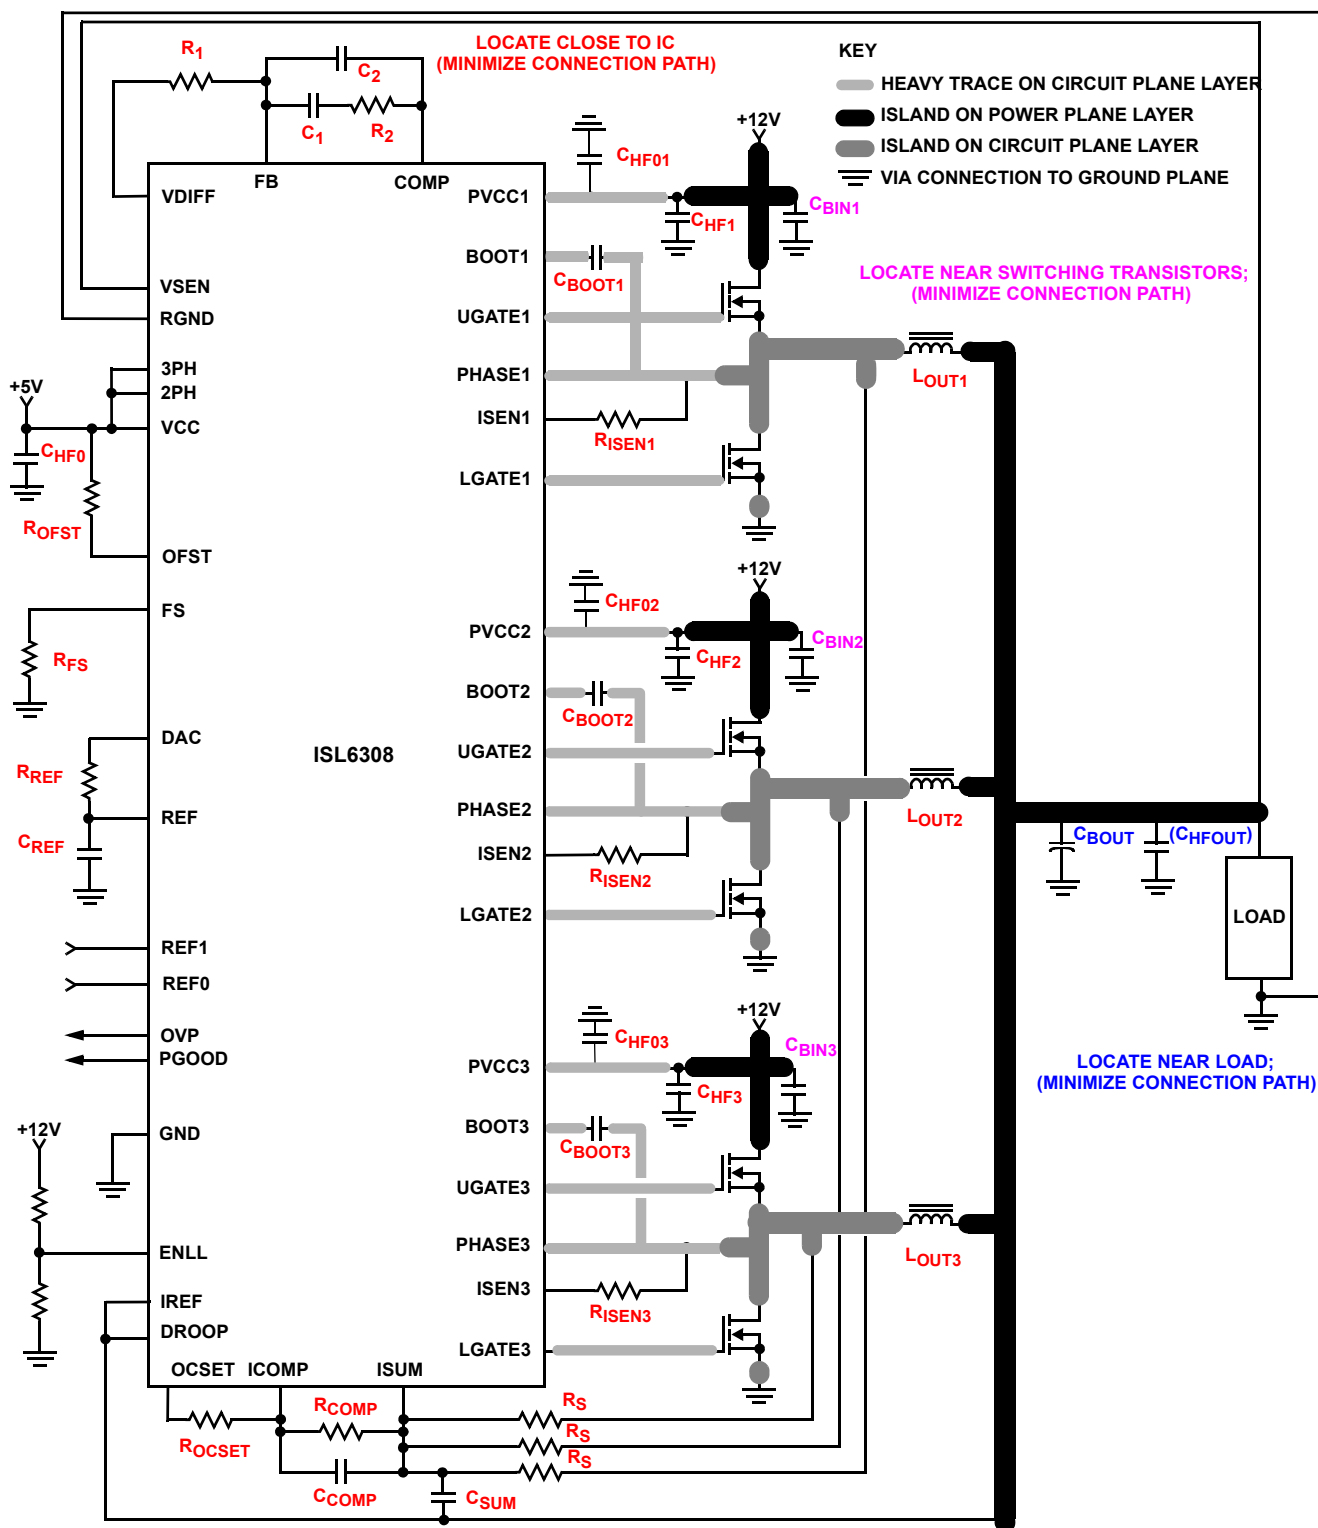 LOCATE CLOSE TO IC
(MINIMIZE CONNECTION PATH)
KEY
HEAVY TRACE ON CIRCUIT PLANE LAYER
ISLAND ON POWER PLANE LAYER
ISLAND ON CIRCUIT PLANE LAYER
VIA CONNECTION TO GROUND PLANE
R1
C2
C1
R2
+12V
CHF01
CHF1
CBIN1
FB
COMP
PVCC1
VDIFF
BOOT1
CBOOT1
LOCATE NEAR SWITCHING TRANSISTORS;
(MINIMIZE CONNECTION PATH)
VSEN
RGND
UGATE1
3PH
2PH
PHASE1
LOUT1
+5V
VCC
ISEN1
RISEN1
CHF0
LGATE1
ROFST
OFST
+12V
FS
CHF02
PVCC2
CHF2
CBIN2
RFS
BOOT2
CBOOT2
DAC
ISL6308
UGATE2
RREF
REF
PHASE2
LOUT2
CREF
ISEN2
RISEN2
CBOUT
(CHFOUT)
LGATE2
LOAD
REF1
REF0
+12V
OVP
PGOOD
CHF03
CBIN3
PVCC3
CHF3
LOCATE NEAR LOAD;
(MINIMIZE CONNECTION PATH)
+12V
GND
BOOT3
CBOOT3
UGATE3
ENLL
PHASE3
LOUT3
IREF
ISEN3
RISEN3
DROOP
LGATE3
OCSET
ICOMP
ISUM
RCOMP
RS
ROCSET
RS
RS
CCOMP
CSUM